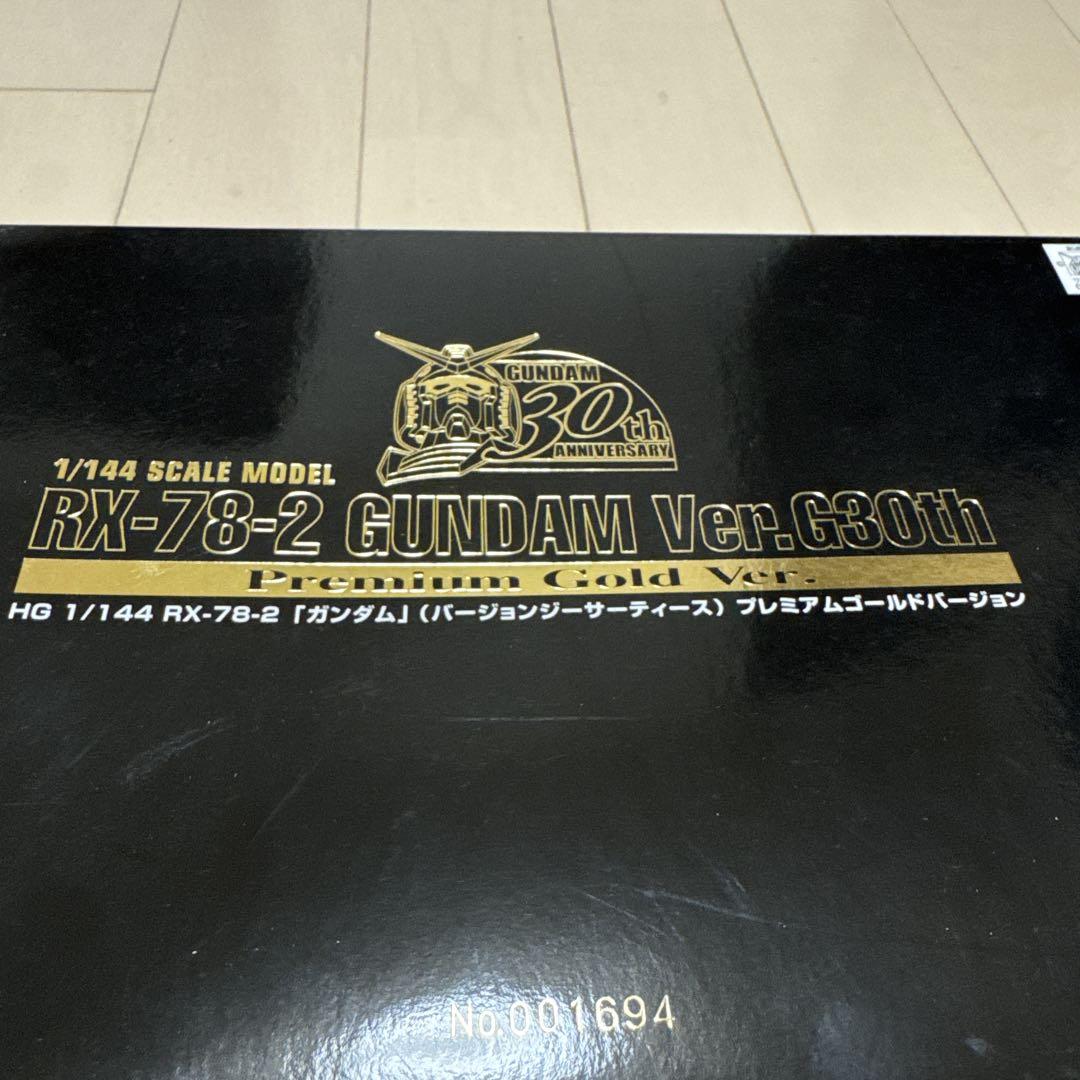 GUNDAM
30th
ANNIVERSARY
1/144 SCALE MODEL
RX-78-2 GUNDAM Ver.G30th
Premium Gold Ver.
HG 1/144 RX-78-2「ガンダム」(バージョンジーサーティース) プレミアムゴールドバージョン
No.001694